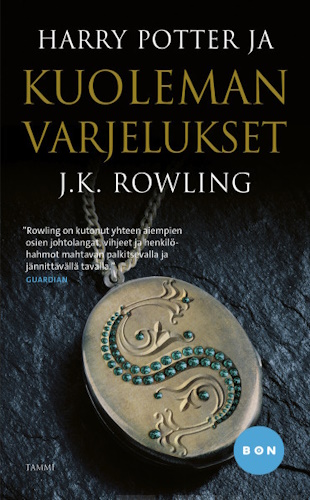 HARRY POTTER JA
KUOLEMAN
VARJELUKSET
J.K. ROWLING
"Rowling on kutonut yhteen aiempien
osien johtolangat, vihjeet ja henkilö-
hahmot mahtavan palkitsevalla ja
jännittävällä tavalla."
GUARDIAN
BON
TAMMI